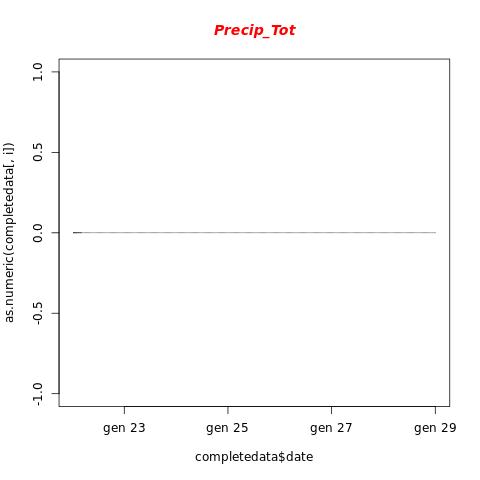 Precip_Tot
1.0
0.5
0.0
-0.5
-1.0
as.numeric(completedata[, i])
gen 23 gen 25 gen 27 gen 29
completedata$date